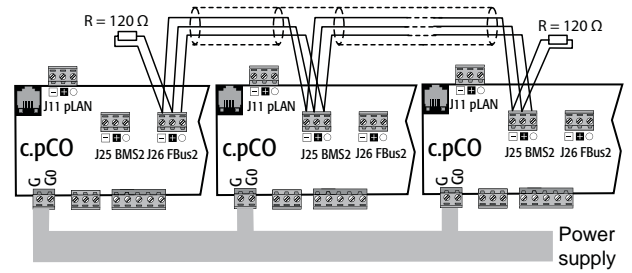 R = 120 Ω
R = 120 Ω
J11 pLAN
J11 pLAN
J11 pLAN
c.pCO
J25 BMS2
J26 FBus2
c.pCO
J25 BMS2
J26 FBus2
c.pCO
J25 BMS2
J26 FBus2
G
G0
G
G0
G
G0
Power
supply